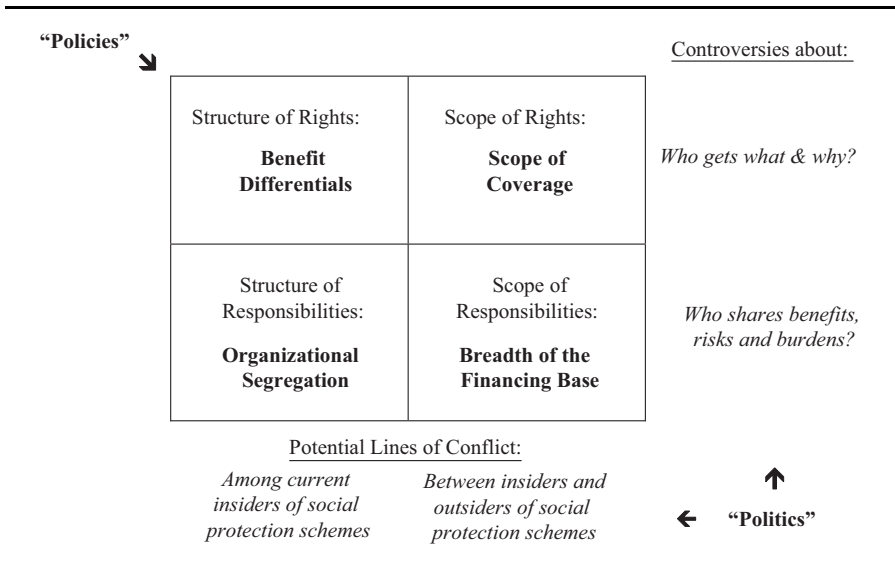 “Policies”
Controversies about:
Structure of Rights:
Benefit
Differentials
Scope of Rights:
Scope of
Coverage
Who gets what & why?
Structure of
Responsibilities:
Organizational
Segregation
Scope of
Responsibilities:
Breadth of the
Financing Base
Who shares benefits,
risks and burdens?
Potential Lines of Conflict:
Among current
insiders of social
protection schemes
Between insiders and
outsiders of social
protection schemes
“Politics”